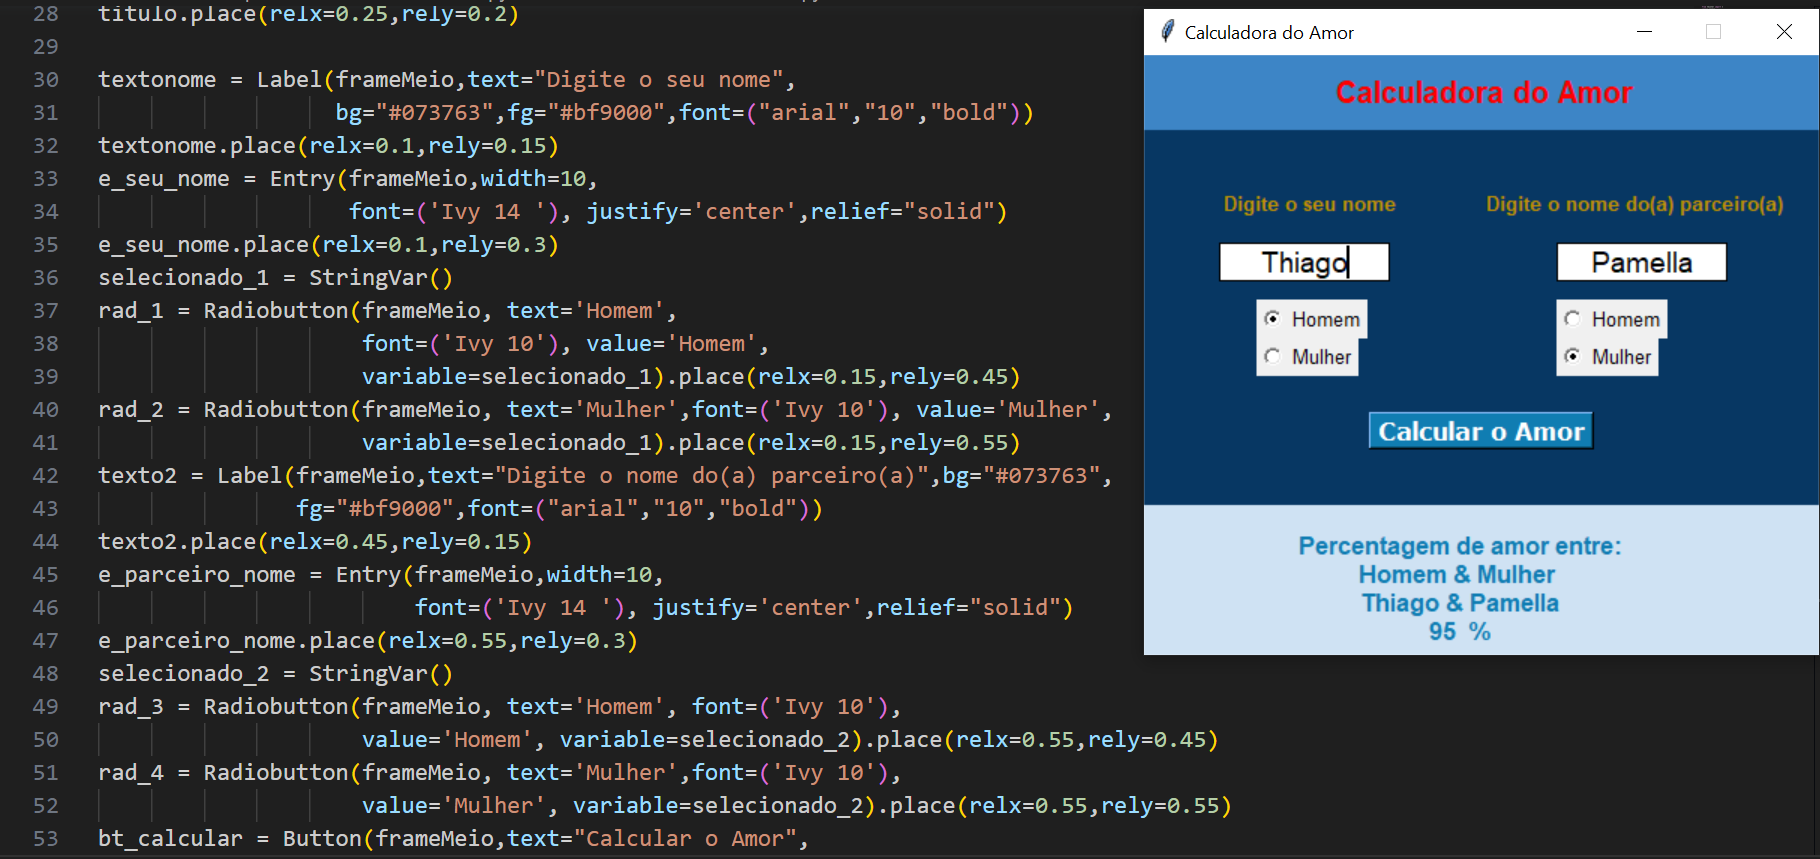 28 titulo.place(relx=0.25,rely=0.2)
29
30 textonome = Label(frameMeio,text="Digite o seu nome",
31 bg="#073763",fg="#bf9000",font=("arial","10","bold"))
32 textonome.place(relx=0.1,rely=0.15)
33 e_seu_nome = Entry(frameMeio,width=10,
34 font=('Ivy 14 '), justify='center',relief="solid")
35 e_seu_nome.place(relx=0.1,rely=0.3)
36 selecionado_1 = StringVar()
37 rad_1 = Radiobutton(frameMeio, text='Homem',
38 font=('Ivy 10'), value='Homem',
39 variable=selecionado_1).place(relx=0.15,rely=0.45)
40 rad_2 = Radiobutton(frameMeio, text='Mulher',font=('Ivy 10'), value='Mulher',
41 variable=selecionado_1).place(relx=0.15,rely=0.55)
42 texto2 = Label(frameMeio,text="Digite o nome do(a) parceiro(a)",bg="#073763",
43 fg="#bf9000",font=("arial","10","bold"))
44 texto2.place(relx=0.45,rely=0.15)
45 e_parceiro_nome = Entry(frameMeio,width=10,
46 font=('Ivy 14 '), justify='center',relief="solid")
47 e_parceiro_nome.place(relx=0.55,rely=0.3)
48 selecionado_2 = StringVar()
49 rad_3 = Radiobutton(frameMeio, text='Homem', font=('Ivy 10'),
50 value='Homem', variable=selecionado_2).place(relx=0.55,rely=0.45)
51 rad_4 = Radiobutton(frameMeio, text='Mulher',font=('Ivy 10'),
52 value='Mulher', variable=selecionado_2).place(relx=0.55,rely=0.55)
53 bt_calcular = Button(frameMeio,text="Calcular o Amor",
Calculadora do Amor
Calculadora do Amor
Digite o seu nome Digite o nome do(a) parceiro(a)
Thiago Pamella
Homem Homem
Mulher Mulher
Calcular o Amor
Percentagem de amor entre:
Homem & Mulher
Thiago & Pamella
95 %